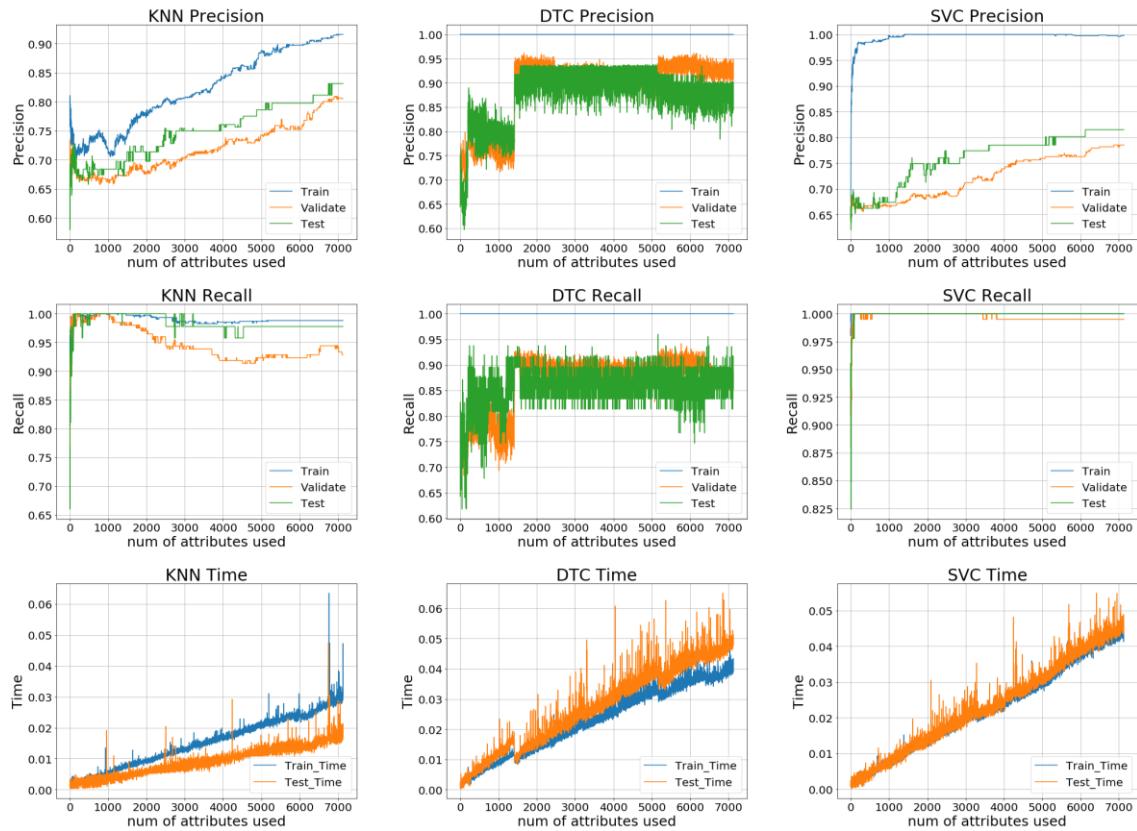 KNN Precision
0.90
0.85
0.80
0.75
0.70
0.65
0.60
Precision
Train
Validate
Test
0 1000 2000 3000 4000 5000 6000 7000
num of attributes used
DTC Precision
1.00
0.95
0.90
0.85
0.80
0.75
0.70
0.65
0.60
Precision
Train
Validate
Test
0 1000 2000 3000 4000 5000 6000 7000
num of attributes used
SVC Precision
1.00
0.95
0.90
0.85
0.80
0.75
0.70
0.65
Precision
Train
Validate
Test
0 1000 2000 3000 4000 5000 6000 7000
num of attributes used
KNN Recall
1.00
0.95
0.90
0.85
0.80
0.75
0.70
0.65
Recall
Train
Validate
Test
0 1000 2000 3000 4000 5000 6000 7000
num of attributes used
DTC Recall
1.00
0.95
0.90
0.85
0.80
0.75
0.70
0.65
0.60
Recall
Train
Validate
Test
0 1000 2000 3000 4000 5000 6000 7000
num of attributes used
SVC Recall
1.000
0.975
0.950
0.925
0.900
0.875
0.850
0.825
Recall
Train
Validate
Test
0 1000 2000 3000 4000 5000 6000 7000
num of attributes used
KNN Time
0.06
0.05
0.04
0.03
0.02
0.01
0.00
Time
Train_Time
Test_Time
0 1000 2000 3000 4000 5000 6000 7000
num of attributes used
DTC Time
0.06
0.05
0.04
0.03
0.02
0.01
0.00
Time
Train_Time
Test_Time
0 1000 2000 3000 4000 5000 6000 7000
num of attributes used
SVC Time
0.05
0.04
0.03
0.02
0.01
0.00
Time
Train_Time
Test_Time
0 1000 2000 3000 4000 5000 6000 7000
num of attributes used